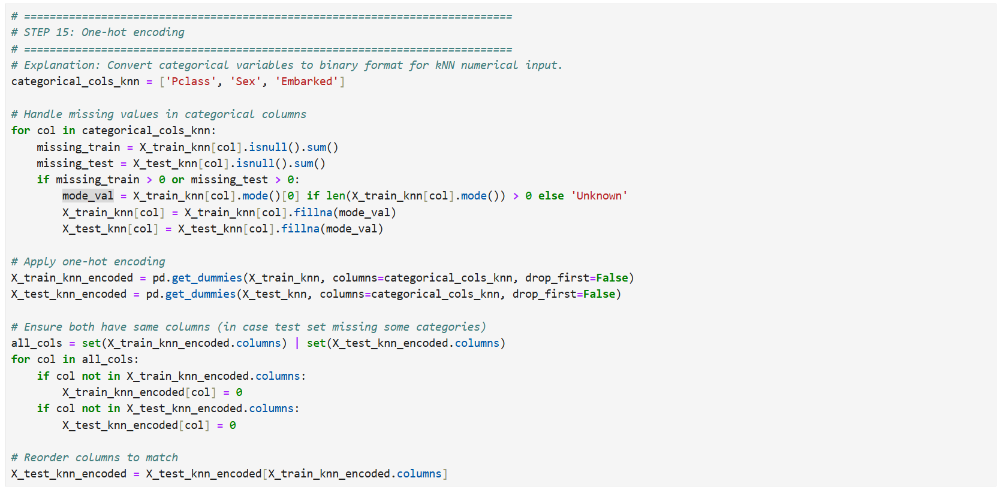 # ============================================================================
# STEP 15: One-hot encoding
# ============================================================================
# Explanation: Convert categorical variables to binary format for kNN numerical input.
categorical_cols_knn = ['Pclass', 'Sex', 'Embarked']

# Handle missing values in categorical columns
for col in categorical_cols_knn:
    missing_train = X_train_knn[col].isnull().sum()
    missing_test = X_test_knn[col].isnull().sum()
    if missing_train > 0 or missing_test > 0:
        mode_val = X_train_knn[col].mode()[0] if len(X_train_knn[col].mode()) > 0 else 'Unknown'
        X_train_knn[col] = X_train_knn[col].fillna(mode_val)
        X_test_knn[col] = X_test_knn[col].fillna(mode_val)

# Apply one-hot encoding
X_train_knn_encoded = pd.get_dummies(X_train_knn, columns=categorical_cols_knn, drop_first=False)
X_test_knn_encoded = pd.get_dummies(X_test_knn, columns=categorical_cols_knn, drop_first=False)

# Ensure both have same columns (in case test set missing some categories)
all_cols = set(X_train_knn_encoded.columns) | set(X_test_knn_encoded.columns)
for col in all_cols:
    if col not in X_train_knn_encoded.columns:
        X_train_knn_encoded[col] = 0
    if col not in X_test_knn_encoded.columns:
        X_test_knn_encoded[col] = 0

# Reorder columns to match
X_test_knn_encoded = X_test_knn_encoded[X_train_knn_encoded.columns]